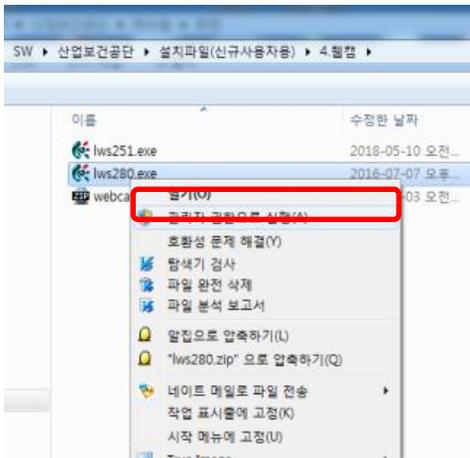 SW ▸ 산업보건공단 ▸ 설치파일(신규사용자용) ▸ 4.웹캠 ▸
이름 수정한 날짜
lws251.exe 2018-05-10 오전...
lws280.exe 2016-07-07 오후...
webca -03 오전...
열기(O)
관리자 권한으로 실행(A)
호환성 문제 해결(Y)
탐색기 검사
파일 완전 삭제
파일 분석 보고서
알집으로 압축하기(L)
"lws280.zip" 으로 압축하기(Q)
네이트 메일로 파일 전송
작업 표시줄에 고정(K)
시작 메뉴에 고정(U)